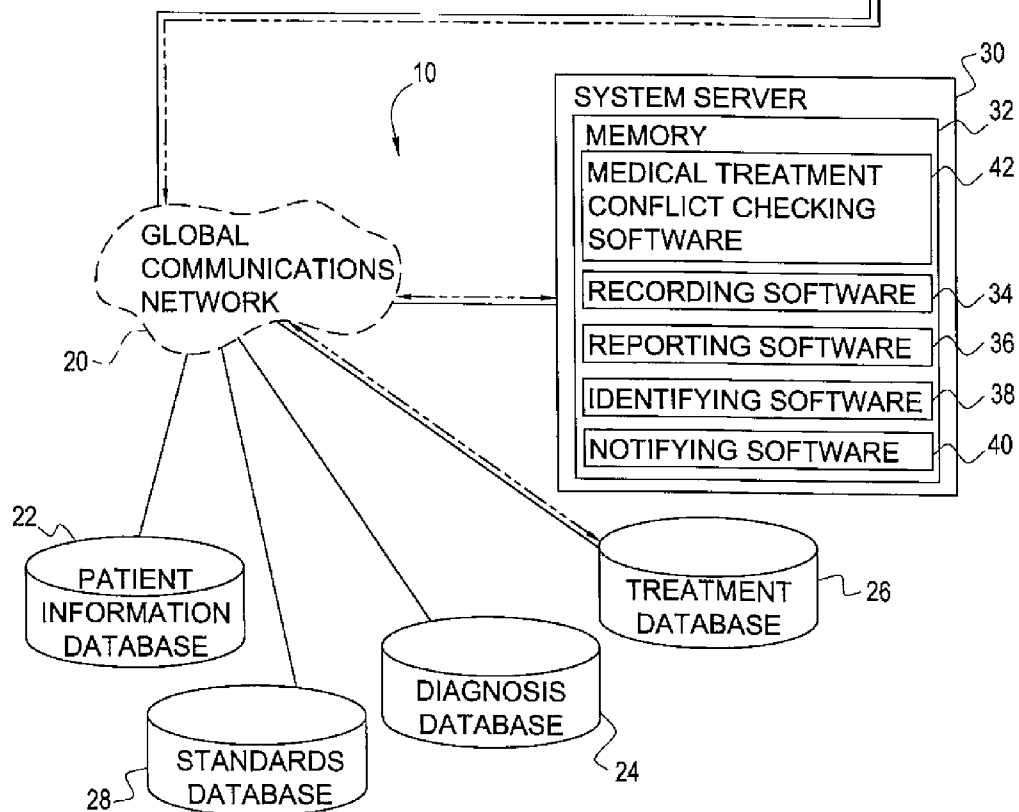 10
30
SYSTEM SERVER
32
MEMORY
42
MEDICAL TREATMENT
CONFLICT CHECKING
SOFTWARE
GLOBAL
COMMUNICATIONS
NETWORK
20
RECORDING SOFTWARE
34
REPORTING SOFTWARE
36
IDENTIFYING SOFTWARE
38
NOTIFYING SOFTWARE
40
22
PATIENT
INFORMATION
DATABASE
TREATMENT
DATABASE
26
DIAGNOSIS
DATABASE
24
STANDARDS
DATABASE
28